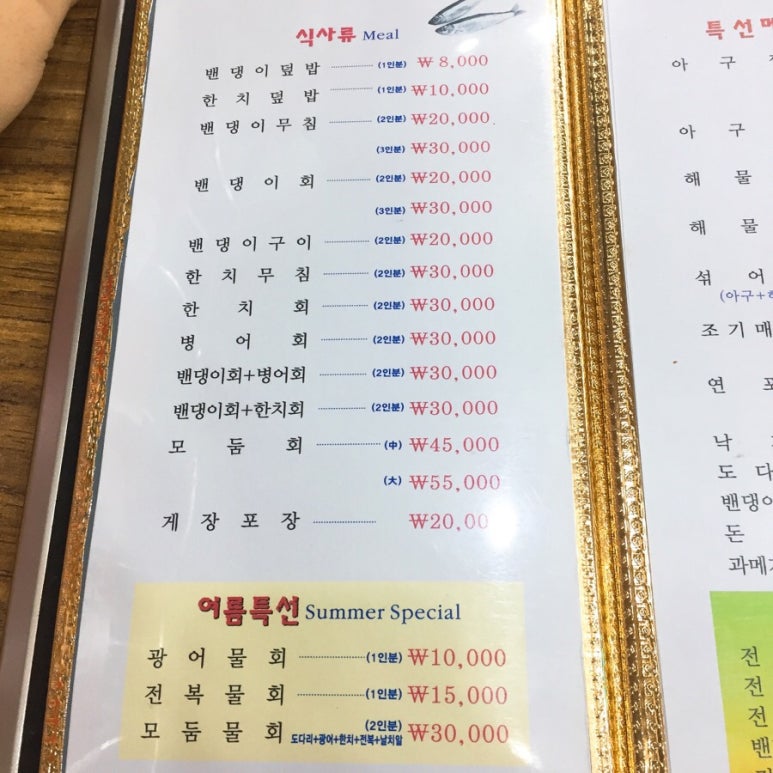 식사류 Meal
밴댕이덮밥 (1인분) ₩ 8,000
한치덮밥 (1인분) ₩10,000
밴댕이무침 (2인분) ₩20,000
(3인분) ₩30,000
밴댕이회 (2인분) ₩20,000
(3인분) ₩30,000
밴댕이구이 (2인분) ₩20,000
한치무침 (2인분) ₩30,000
한치회 (2인분) ₩30,000
병어회 (2인분) ₩30,000
밴댕이회+병어회 (2인분) ₩30,000
밴댕이회+한치회 (2인분) ₩30,000
모둠회 (中) ₩45,000
(大) ₩55,000
게장포장 ₩20,00
여름특선 Summer Special
광어물회 (1인분) ₩10,000
전복물회 (1인분) ₩15,000
모둠물회 (2인분) ₩30,000
도다리+광어+한치+전복+날치알
특선메
아구
아구
해물
해물
섞어
(아구+
조기매
연포
낙
도다
밴댕이
돈
과메기
전
전
전
밴